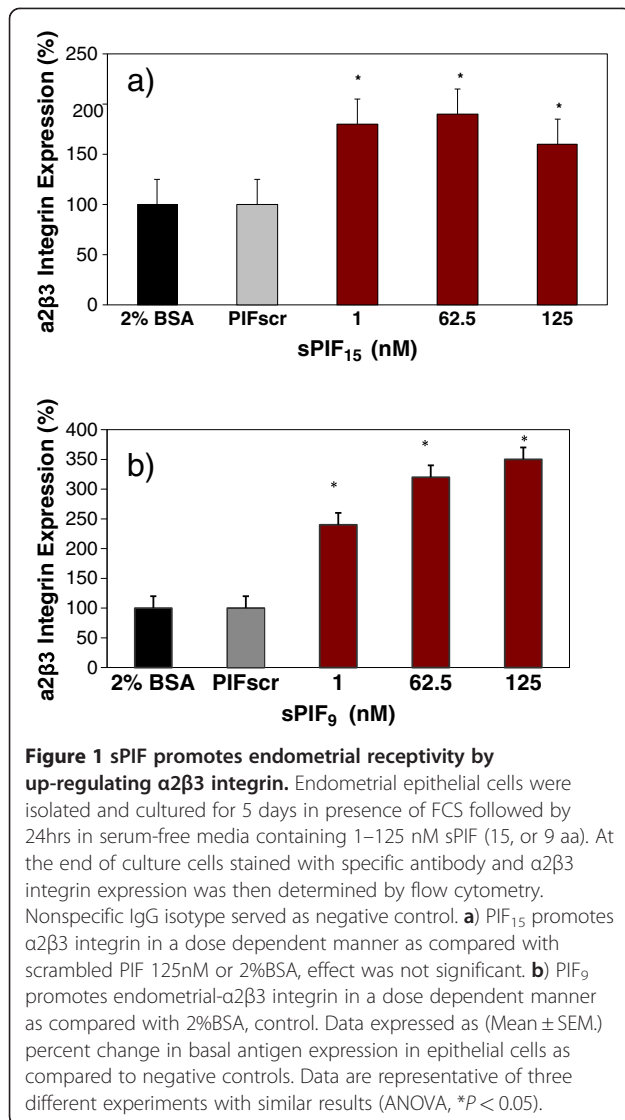 250
a)
200
150
100
50
0
a2β3 Integrin Expression (%)
* * *
2% BSA PIFscr 1 62.5 125
sPIF₁₅ (nM)
400
350
b)
300
250
200
150
100
50
0
a2β3 Integrin Expression (%)
* * *
2% BSA PIFscr 1 62.5 125
sPIF₉ (nM)
Figure 1 sPIF promotes endometrial receptivity by
up-regulating α2β3 integrin. Endometrial epithelial cells were
isolated and cultured for 5 days in presence of FCS followed by
24hrs in serum-free media containing 1–125 nM sPIF (15, or 9 aa). At
the end of culture cells stained with specific antibody and α2β3
integrin expression was then determined by flow cytometry.
Nonspecific IgG isotype served as negative control. a) PIF₁₅ promotes
α2β3 integrin in a dose dependent manner as compared with
scrambled PIF 125nM or 2%BSA, effect was not significant. b) PIF₉
promotes endometrial-α2β3 integrin in a dose dependent manner
as compared with 2%BSA, control. Data expressed as (Mean ± SEM.)
percent change in basal antigen expression in epithelial cells as
compared to negative controls. Data are representative of three
different experiments with similar results (ANOVA, *P < 0.05).